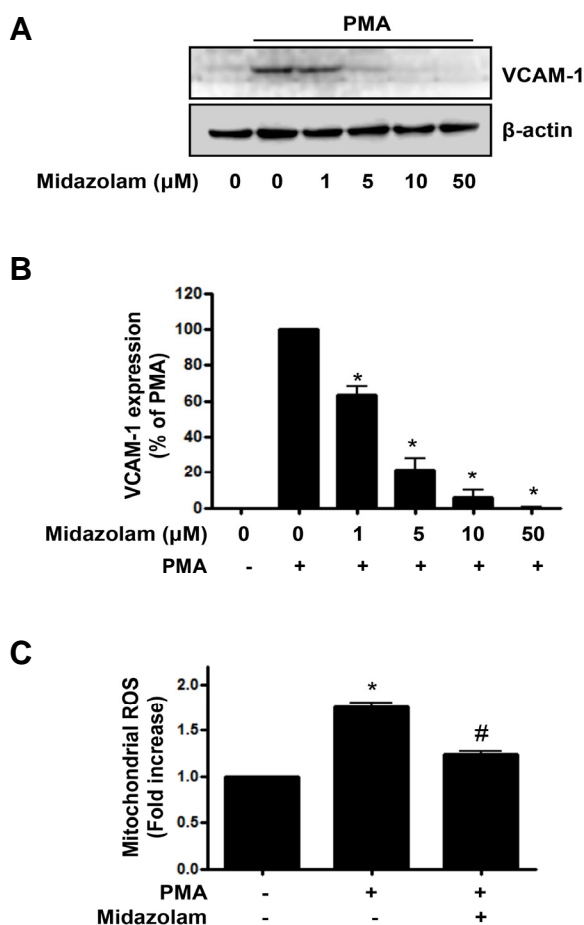 A
PMA
VCAM-1
β-actin
Midazolam (μM) 0 0 1 5 10 50
B
VCAM-1 expression
(% of PMA)
120
100
80
60
40
20
0
* * * *
Midazolam (μM) 0 0 1 5 10 50
PMA - + + + + +
C
Mitochondrial ROS
(Fold increase)
2.0
1.5
1.0
0.5
0.0
* #
PMA - + +
Midazolam - - +